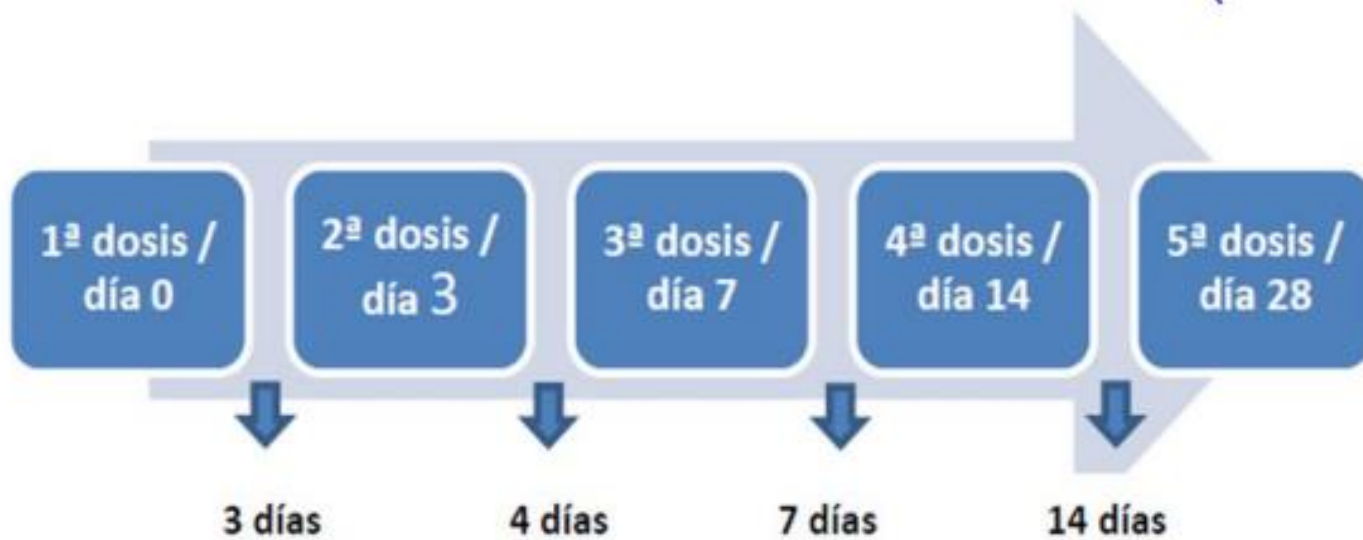 1ª dosis /
día 0
2ª dosis /
día 3
3ª dosis /
día 7
4ª dosis /
día 14
5ª dosis /
día 28
3 días
4 días
7 días
14 días